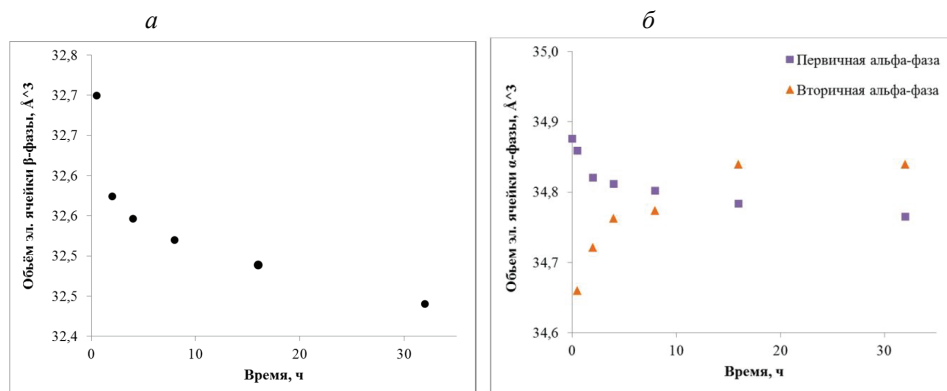 а
Обьём эл. ячейки β-фазы, Å^3
32,8
32,7
32,7
32,6
32,6
32,5
32,5
32,4
0
10
20
30
Время, ч
б
Объем эл. ячейки α-фазы, Å^3
35,0
34,9
34,8
34,7
34,6
0
10
20
30
Время, ч
Первичная альфа-фаза
Вторичная альфа-фаза